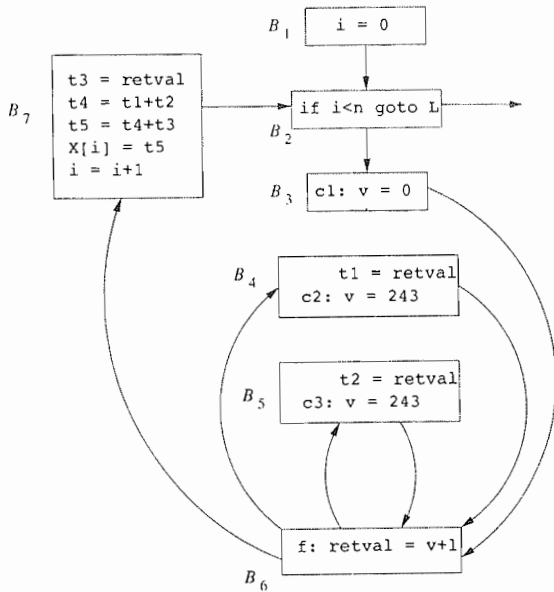 B1
i = 0
B7
t3 = retval
t4 = t1+t2
t5 = t4+t3
X[i] = t5
i = i+1
if i<n goto L
B2
B3
c1: v = 0
B4
t1 = retval
c2: v = 243
B5
t2 = retval
c3: v = 243
f: retval = v+1
B6